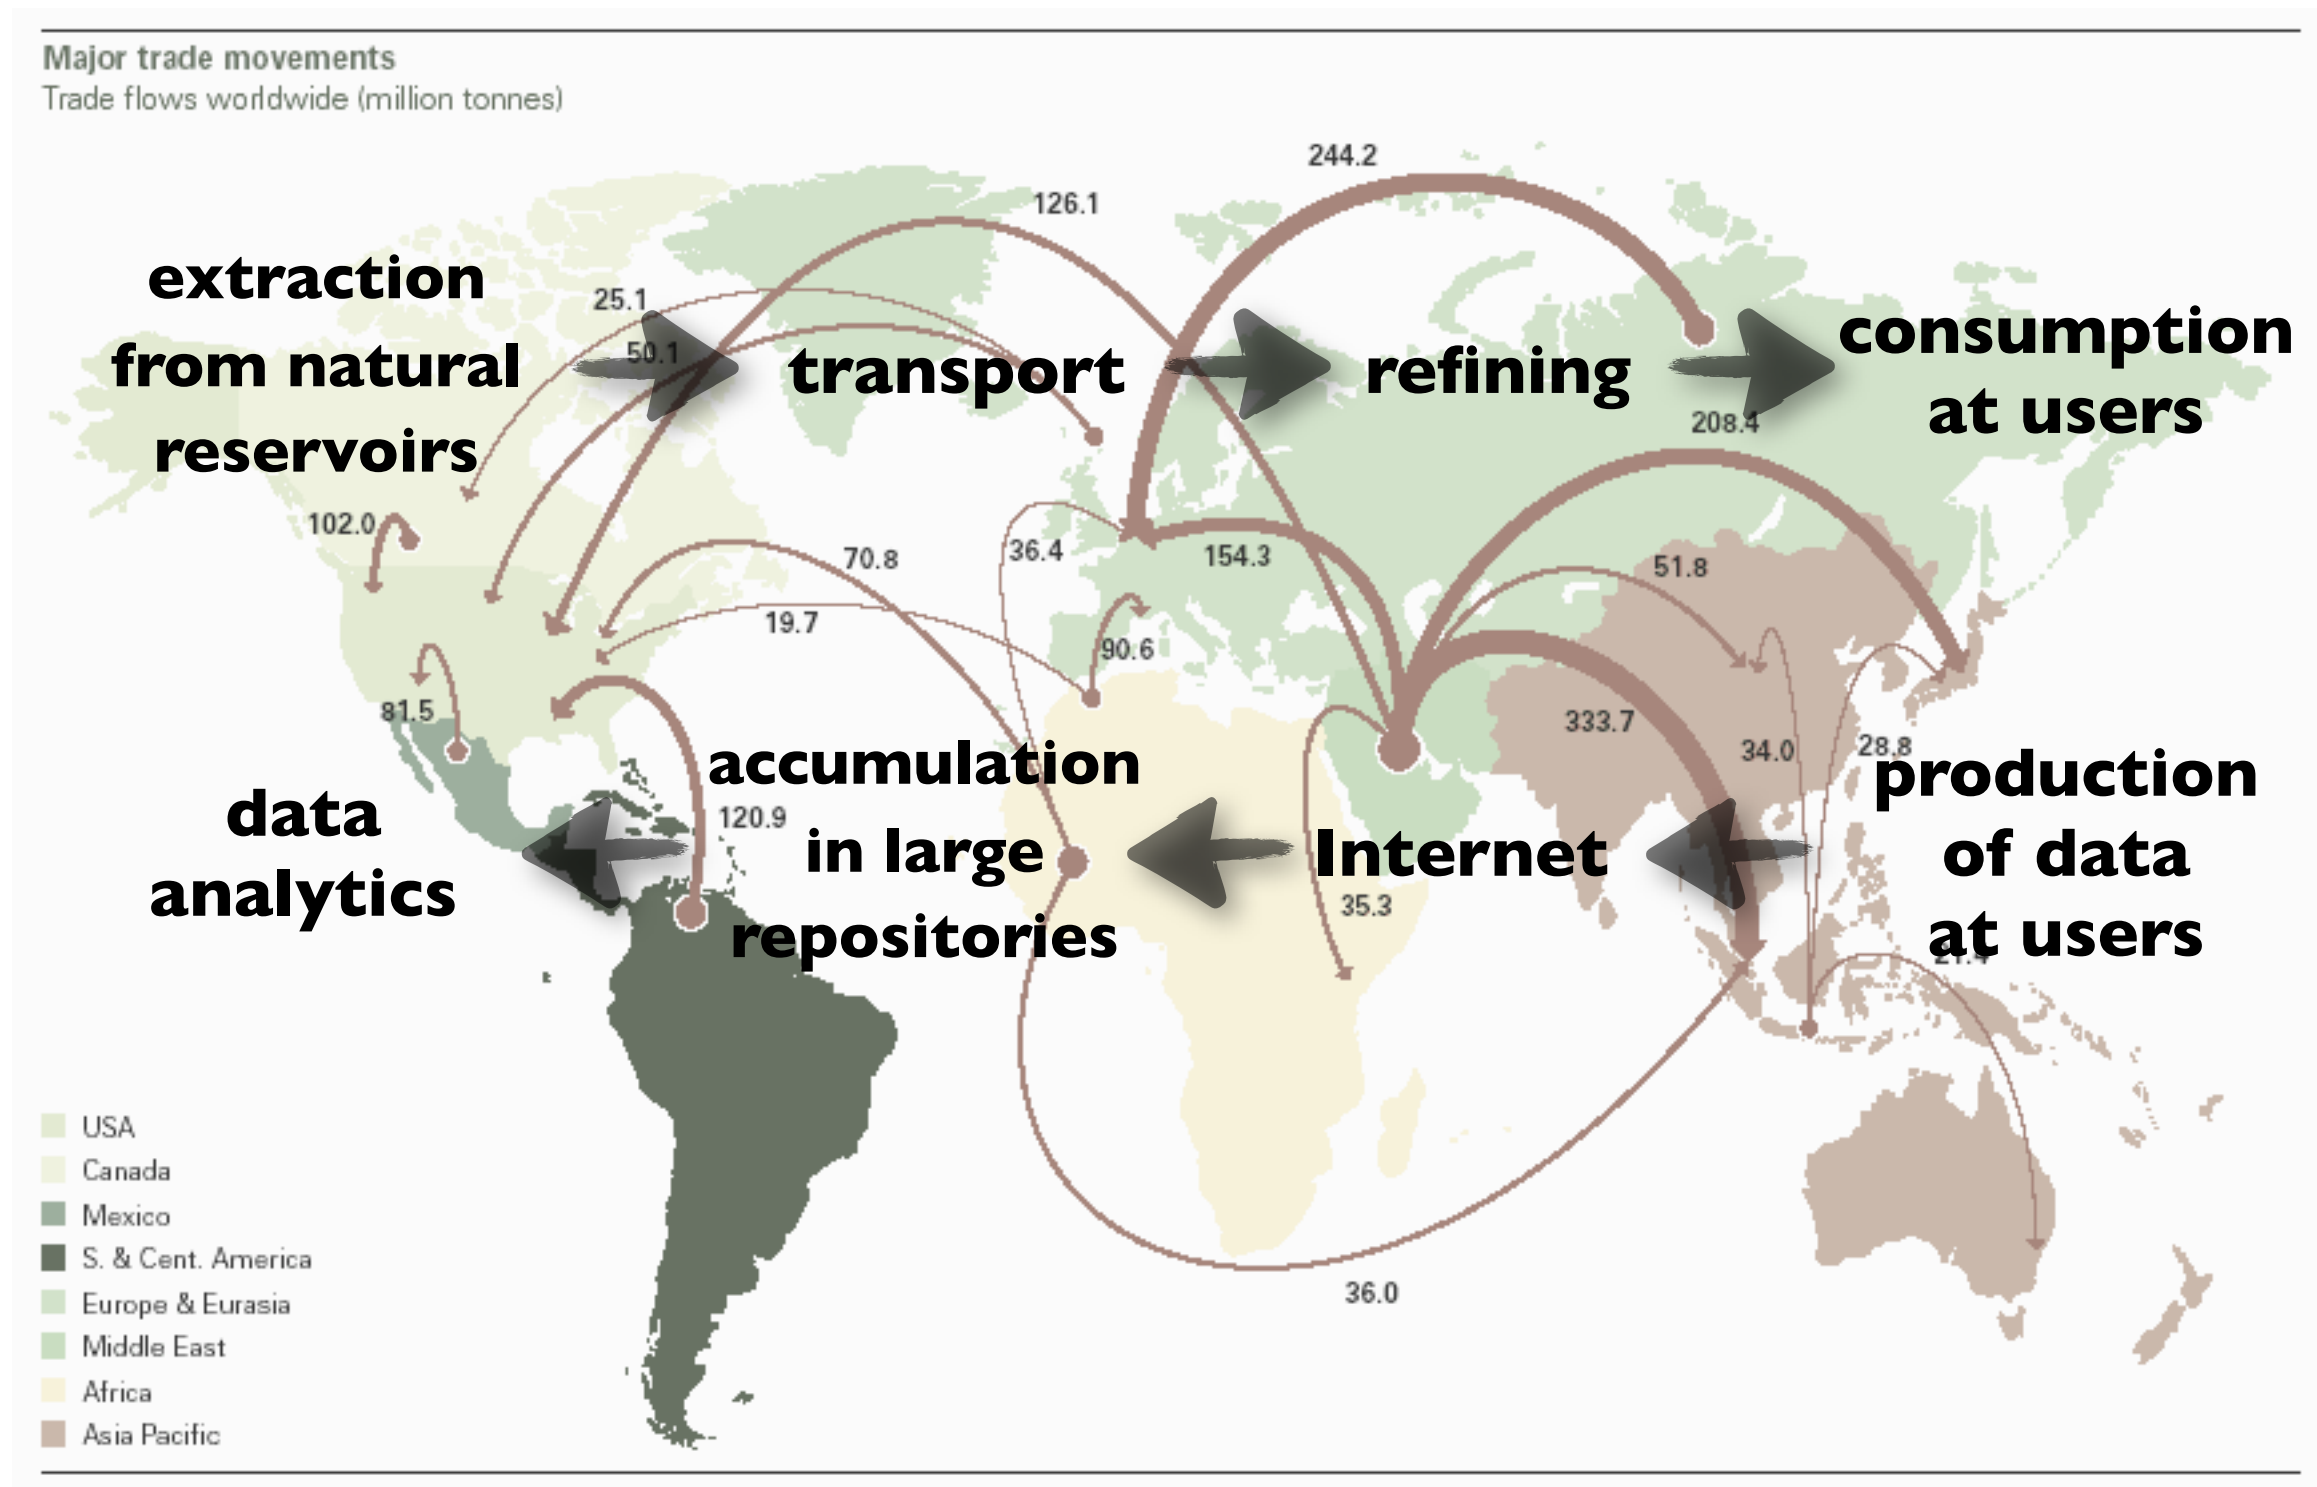 Major trade movements
Trade flows worldwide (million tonnes)
244.2
126.1
extraction
from natural
reservoirs
25.1
50.1
transport
refining
consumption
at users
208.4
102.0
70.8
36.4
154.3
51.8
19.7
90.6
81.5
333.7
34.0
28.8
data
analytics
120.9
accumulation
in large
repositories
Internet
35.3
production
of data
at users
21.4
36.0
USA
Canada
Mexico
S. & Cent. America
Europe & Eurasia
Middle East
Africa
Asia Pacific